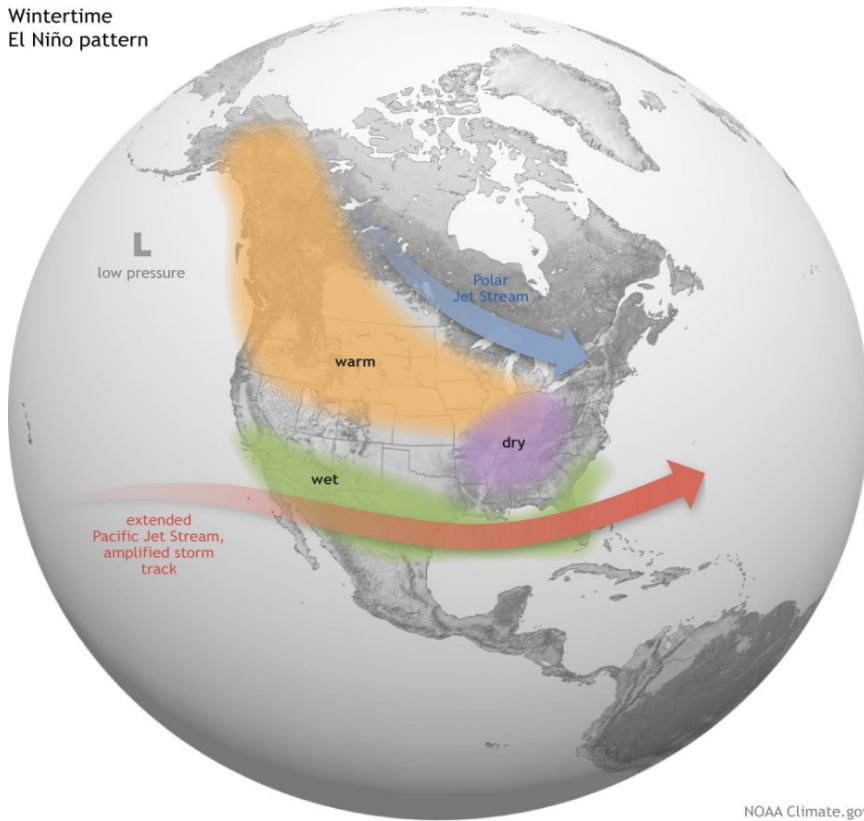 Wintertime
El Niño pattern
L
low pressure
Polar
Jet Stream
warm
dry
wet
extended
Pacific Jet Stream,
amplified storm
track
NOAA Climate.gov